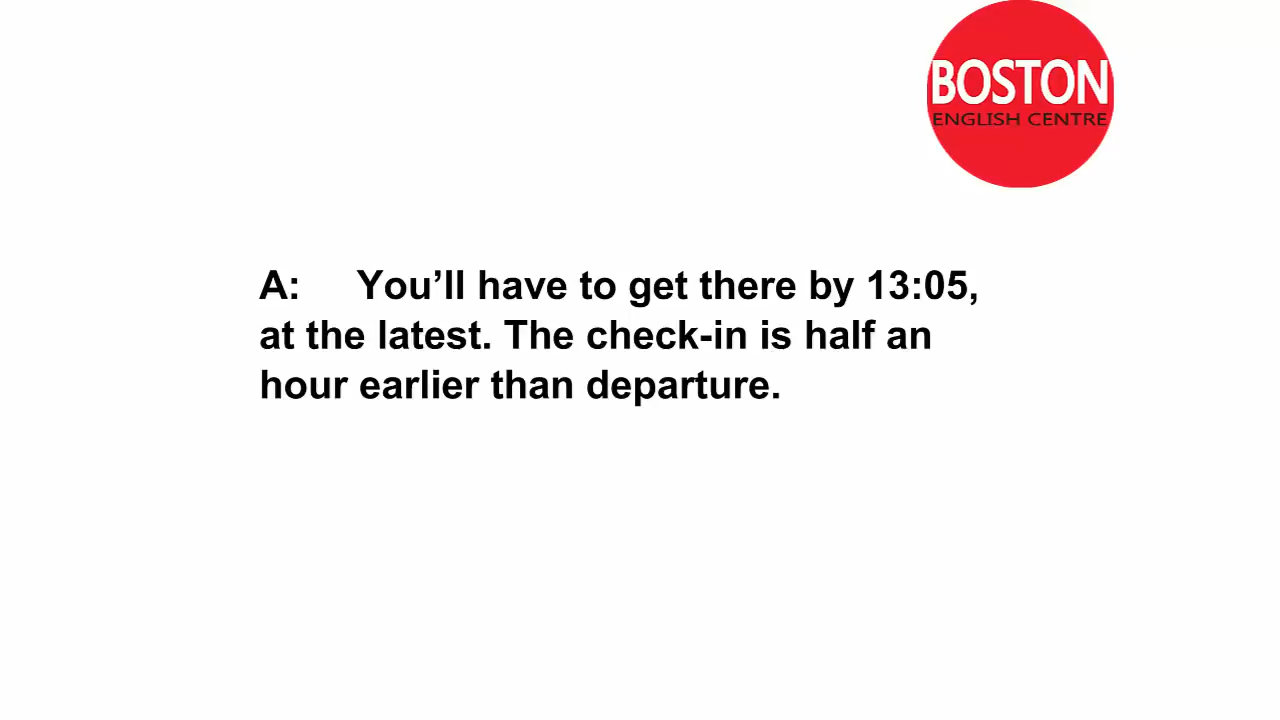 BOSTON
ENGLISH CENTRE
A: You’ll have to get there by 13:05,
at the latest. The check-in is half an
hour earlier than departure.